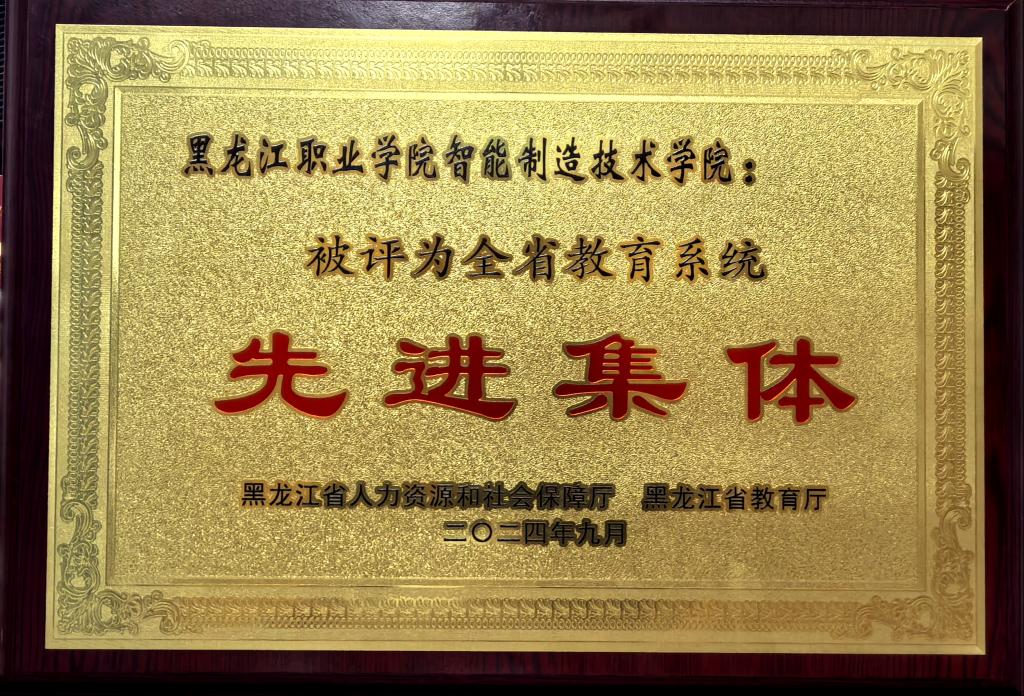 黑龙江职业学院智能制造技术学院：
被评为全省教育系统
先进集体
黑龙江省人力资源和社会保障厅 黑龙江省教育厅
二〇二四年九月